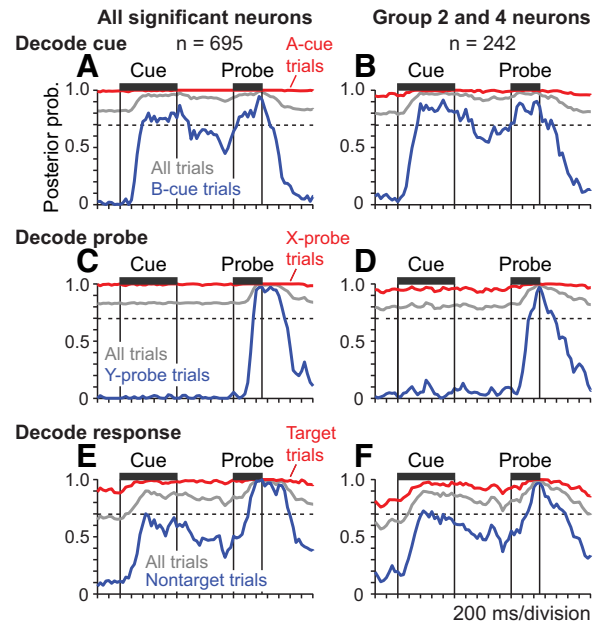 All significant neurons
Group 2 and 4 neurons
Decode cue
n = 695
A-cue trials
n = 242
A
Cue
Probe
B
Cue
Probe
Posterior prob.
1.0
0.5
0
All trials
B-cue trials
1.0
0.5
0
Decode probe
X-probe trials
C
Cue
Probe
D
Cue
Probe
1.0
0.5
0
All trials
Y-probe trials
1.0
0.5
0
Decode response
Target trials
E
Cue
Probe
F
Cue
Probe
1.0
0.5
0
All trials
Nontarget trials
1.0
0.5
0
200 ms/division